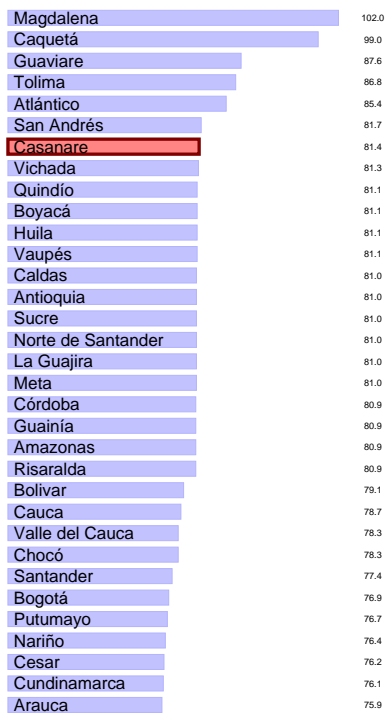 Magdalena 102.0
Caquetá 99.0
Guaviare 87.6
Tolima 86.8
Atlántico 85.4
San Andrés 81.7
Casanare 81.4
Vichada 81.3
Quindío 81.1
Boyacá 81.1
Huila 81.1
Vaupés 81.1
Caldas 81.0
Antioquia 81.0
Sucre 81.0
Norte de Santander 81.0
La Guajira 81.0
Meta 81.0
Córdoba 80.9
Guainía 80.9
Amazonas 80.9
Risaralda 80.9
Bolivar 79.1
Cauca 78.7
Valle del Cauca 78.3
Chocó 78.3
Santander 77.4
Bogotá 76.9
Putumayo 76.7
Nariño 76.4
Cesar 76.2
Cundinamarca 76.1
Arauca 75.9